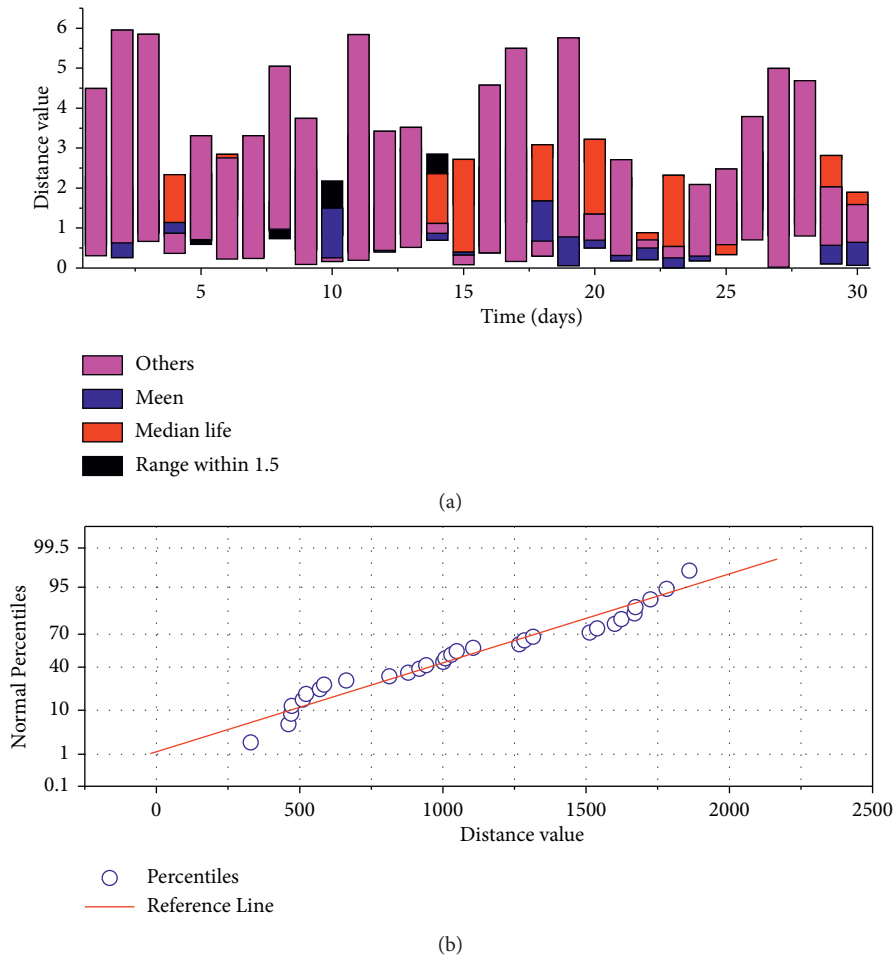 6
5
4
3
2
1
0
Distance value
5 10 15 20 25 30
Time (days)
Others
Meen
Median life
Range within 1.5
(a)
99.5
95
70
40
10
1
0.1
Normal Percentiles
0 500 1000 1500 2000 2500
Distance value
Percentiles
Reference Line
(b)